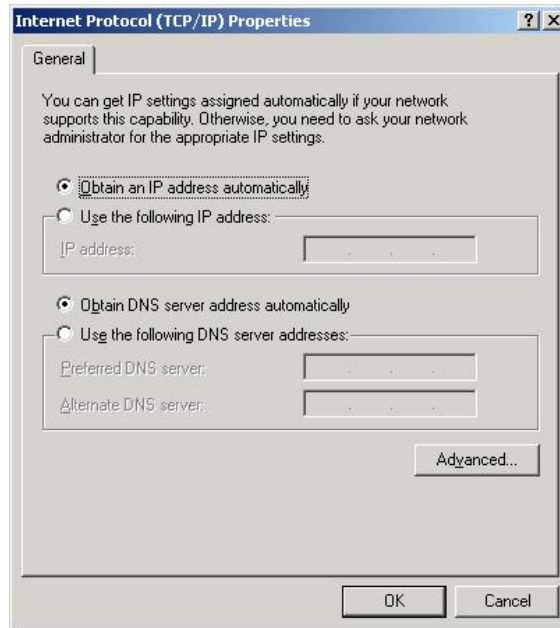 Internet Protocol (TCP/IP) Properties
General
You can get IP settings assigned automatically if your network
supports this capability. Otherwise, you need to ask your network
administrator for the appropriate IP settings.
Obtain an IP address automatically
Use the following IP address:
IP address:
Obtain DNS server address automatically
Use the following DNS server addresses:
Preferred DNS server:
Alternate DNS server:
Advanced...
OK Cancel